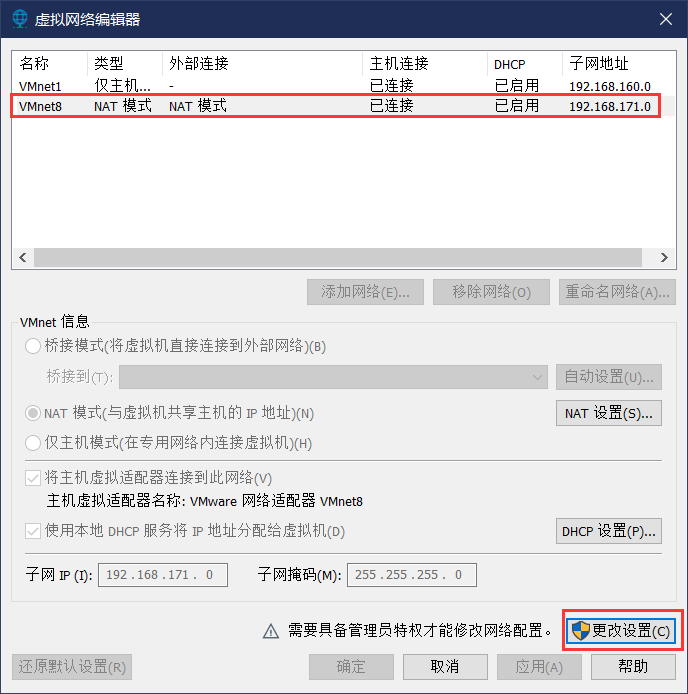 虚拟网络编辑器
名称 类型 外部连接 主机连接 DHCP 子网地址
VMnet1 仅主机... - 已连接 已启用 192.168.160.0
VMnet8 NAT 模式 NAT 模式 已连接 已启用 192.168.171.0
添加网络(E)... 移除网络(O) 重命名网络(A)...
VMnet 信息
桥接模式(将虚拟机直接连接到外部网络)(B)
桥接到(T): 自动设置(U)...
NAT 模式(与虚拟机共享主机的 IP 地址)(N) NAT 设置(S)...
仅主机模式(在专用网络内连接虚拟机)(H)
将主机虚拟适配器连接到此网络(V)
主机虚拟适配器名称: VMware 网络适配器 VMnet8
使用本地 DHCP 服务将 IP 地址分配给虚拟机(D) DHCP 设置(P)...
子网 IP (I): 192 . 168 . 171 . 0 子网掩码(M): 255 . 255 . 255 . 0
需要具备管理员特权才能修改网络配置。 更改设置(C)
还原默认设置(R) 确定 取消 应用(A) 帮助